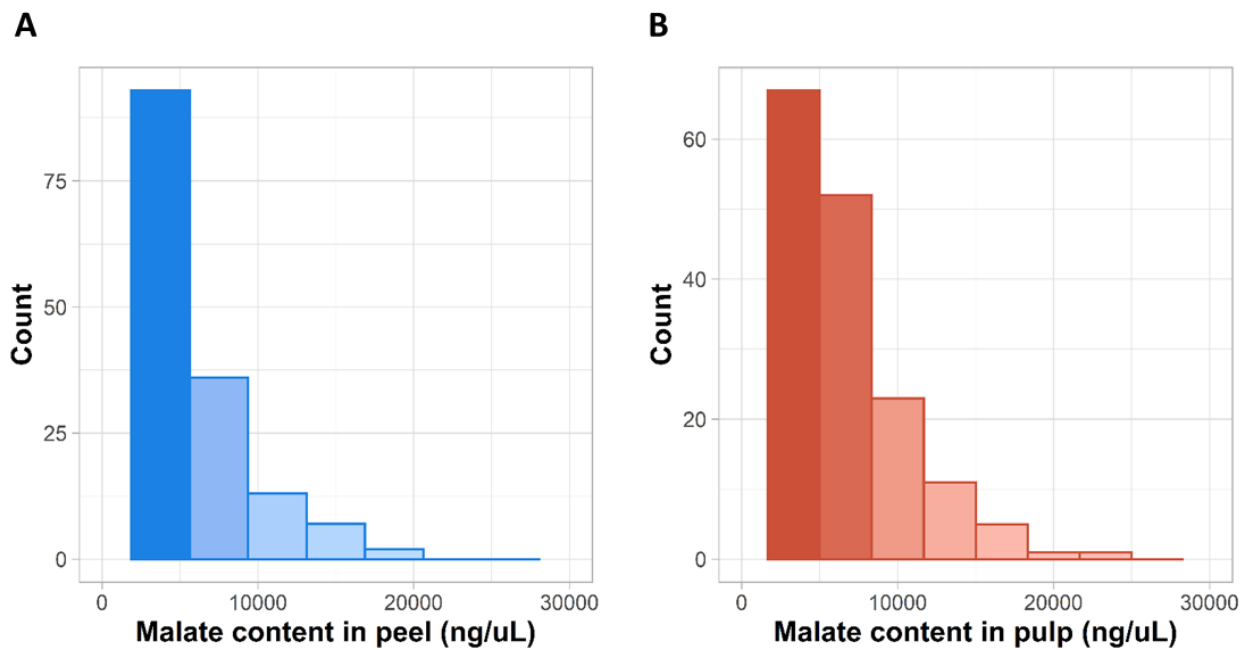 A
Count
75
50
25
0
0 10000 20000 30000
Malate content in peel (ng/uL)
B
Count
60
40
20
0
0 10000 20000 30000
Malate content in pulp (ng/uL)